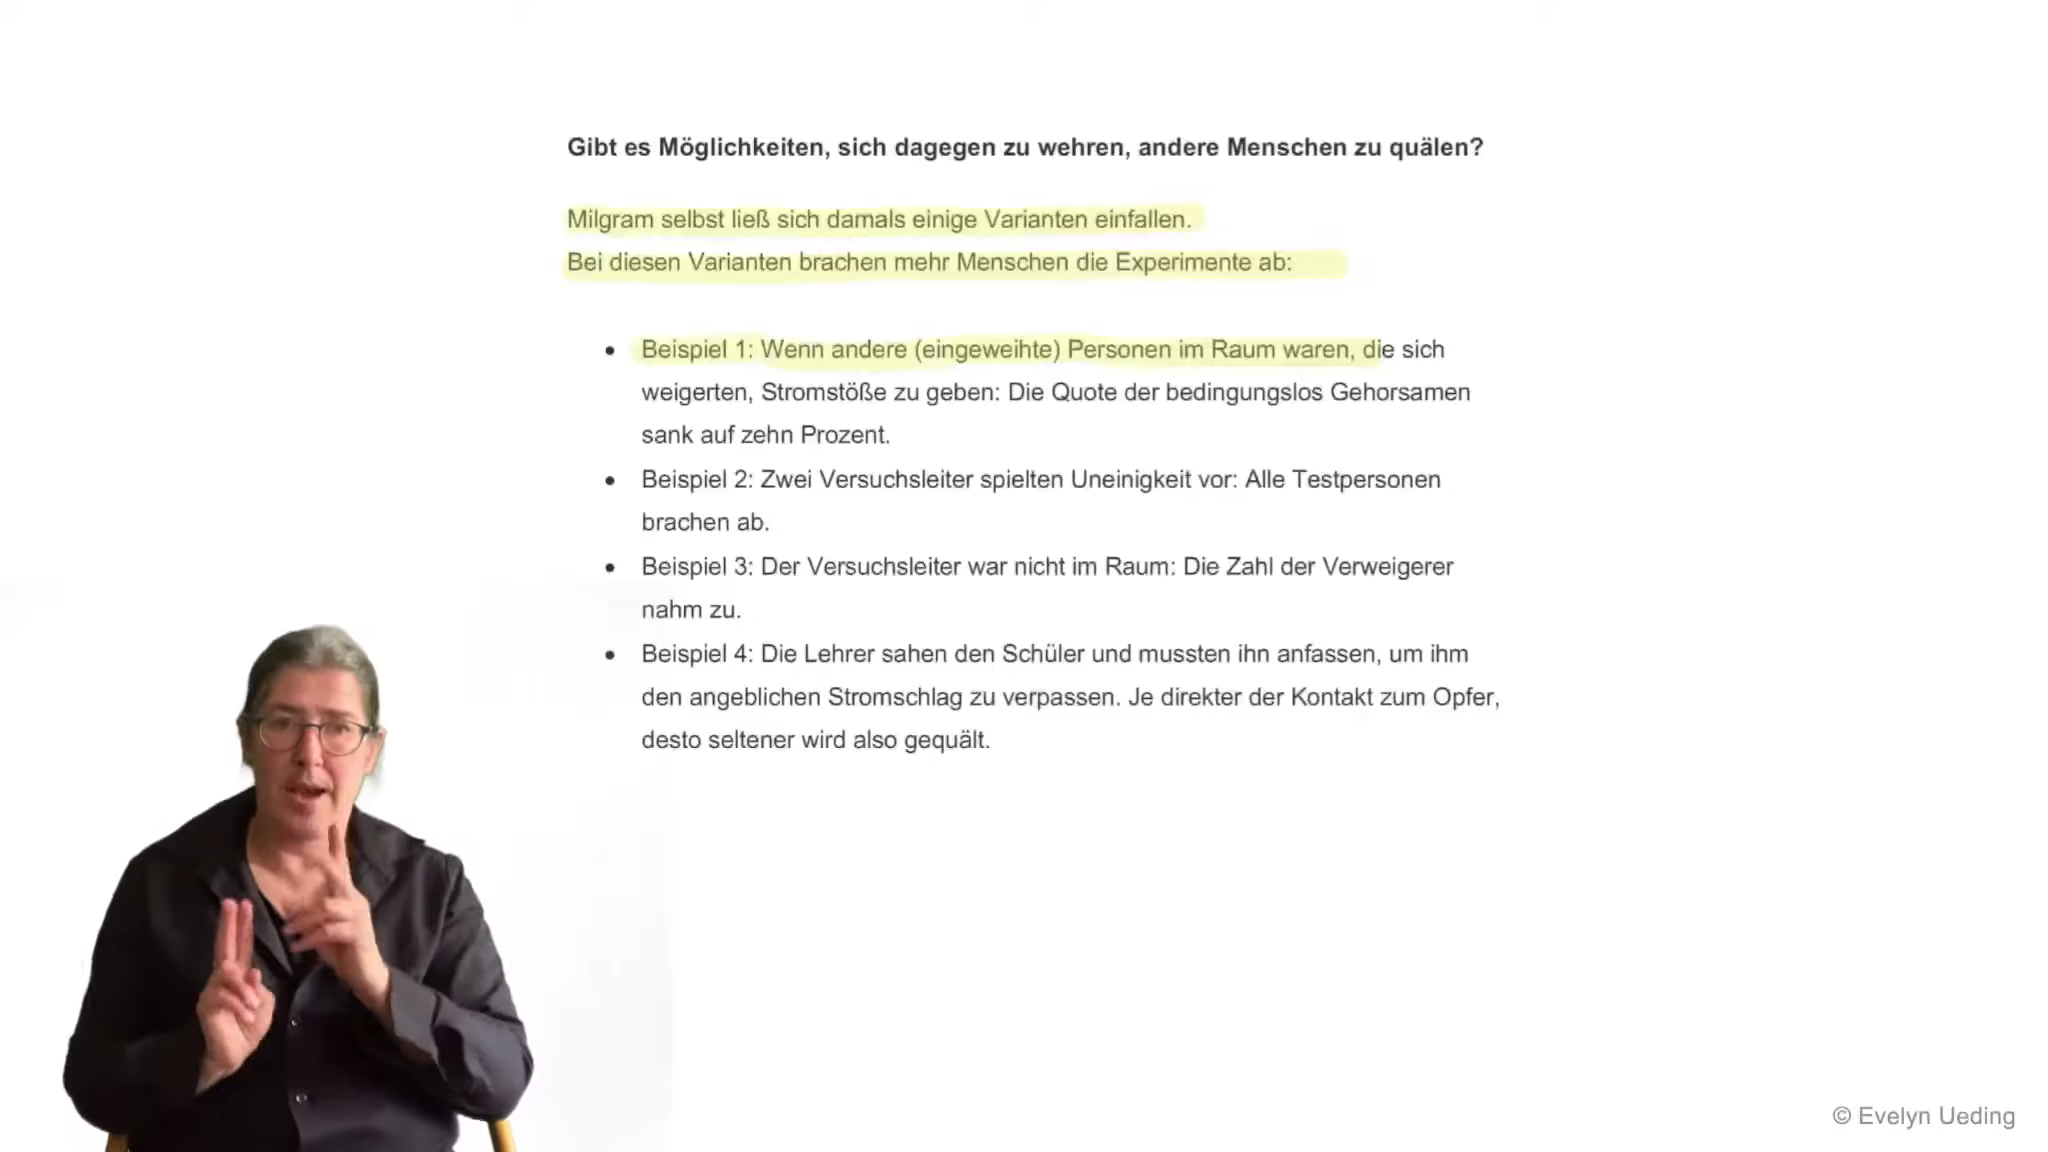 Gibt es Möglichkeiten, sich dagegen zu wehren, andere Menschen zu quälen?
Milgram selbst ließ sich damals einige Varianten einfallen.
Bei diesen Varianten brachen mehr Menschen die Experimente ab:
• Beispiel 1: Wenn andere (eingeweihte) Personen im Raum waren, die sich
weigerten, Stromstöße zu geben: Die Quote der bedingungslos Gehorsamen
sank auf zehn Prozent.
• Beispiel 2: Zwei Versuchsleiter spielten Uneinigkeit vor: Alle Testpersonen
brachen ab.
• Beispiel 3: Der Versuchsleiter war nicht im Raum: Die Zahl der Verweigerer
nahm zu.
• Beispiel 4: Die Lehrer sahen den Schüler und mussten ihn anfassen, um ihm
den angeblichen Stromschlag zu verpassen. Je direkter der Kontakt zum Opfer,
desto seltener wird also gequält.
© Evelyn Ueding